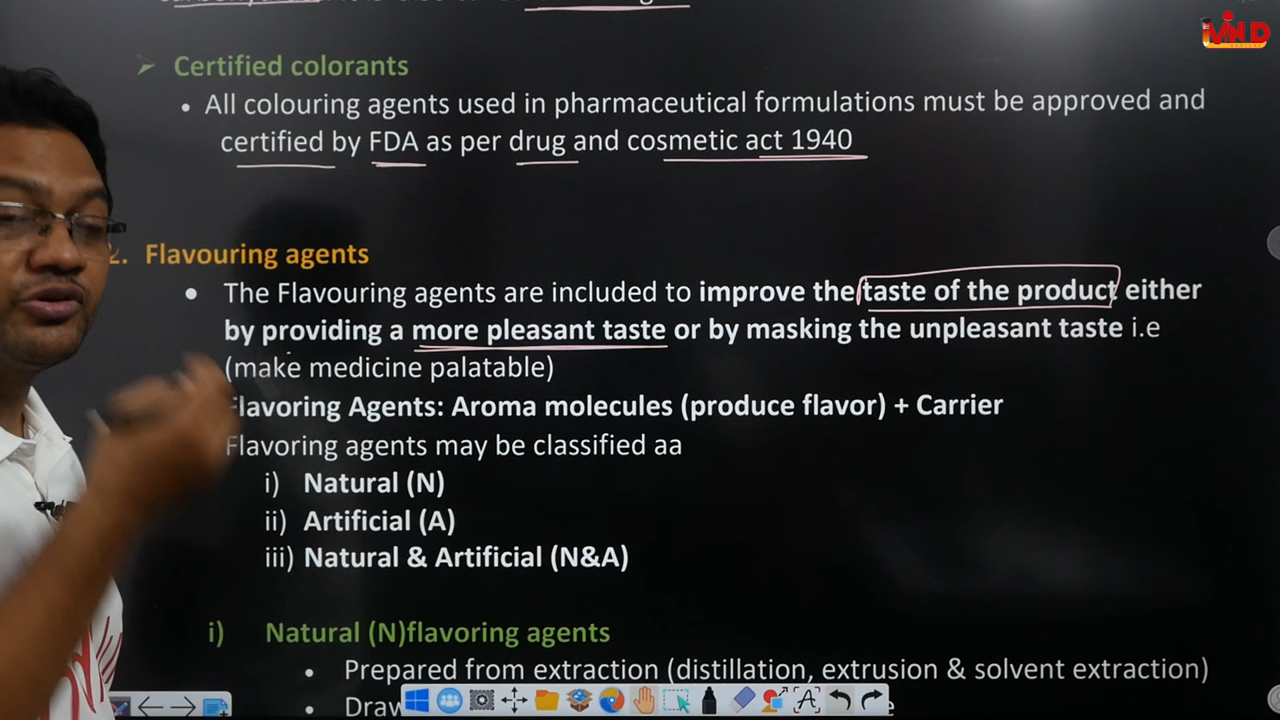 Certified colorants
• All colouring agents used in pharmaceutical formulations must be approved and
certified by FDA as per drug and cosmetic act 1940
2. Flavouring agents
• The Flavouring agents are included to improve the taste of the product either
by providing a more pleasant taste or by masking the unpleasant taste i.e
(make medicine palatable)
Flavoring Agents: Aroma molecules (produce flavor) + Carrier
Flavoring agents may be classified aa
i) Natural (N)
ii) Artificial (A)
iii) Natural & Artificial (N&A)
i) Natural (N)flavoring agents
• Prepared from extraction (distillation, extrusion & solvent extraction)